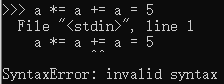 >>> a *= a += a = 5
  File "<stdin>", line 1
    a *= a += a = 5
           ^^
SyntaxError: invalid syntax